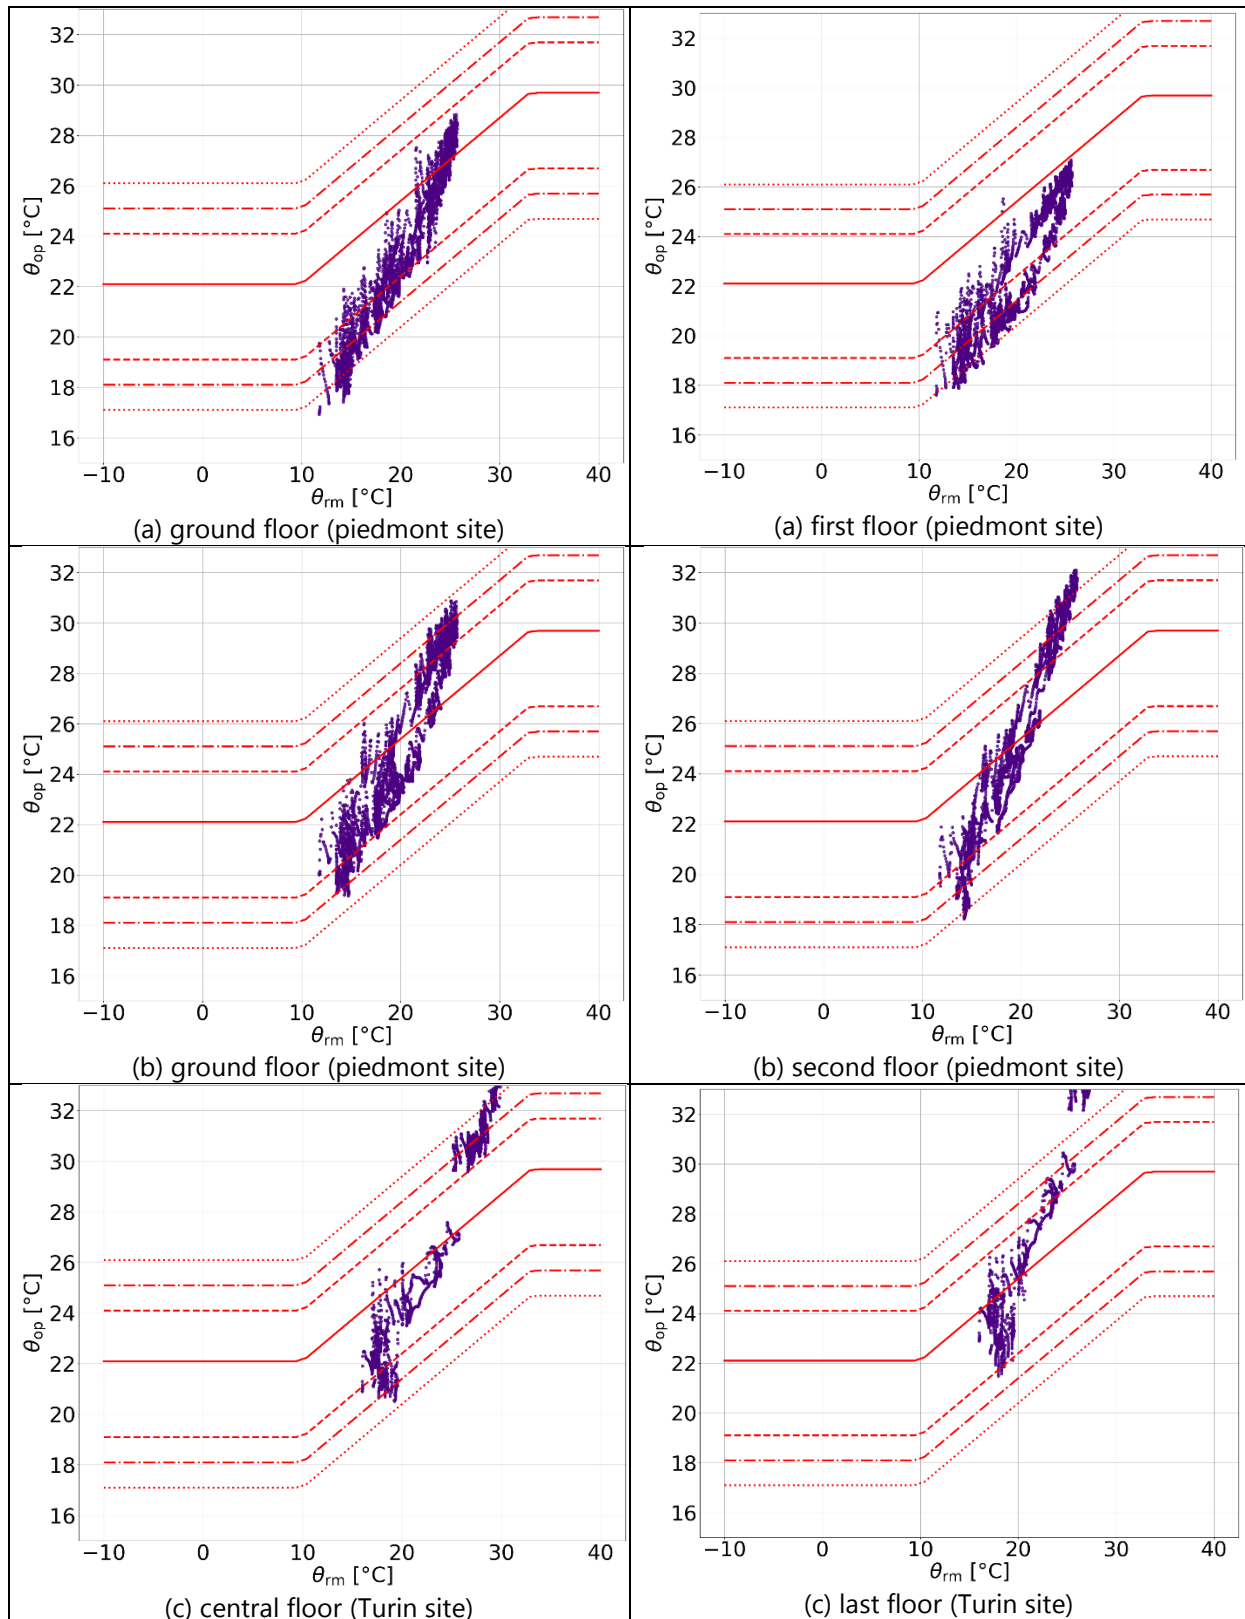 32
30
28
26
24
22
20
18
16
θop [°C]
−10 0 10 20 30 40
θrm [°C]
(a) ground floor (piedmont site)
32
30
28
26
24
22
20
18
16
θop [°C]
−10 0 10 20 30 40
θrm [°C]
(a) first floor (piedmont site)
32
30
28
26
24
22
20
18
16
θop [°C]
−10 0 10 20 30 40
θrm [°C]
(b) ground floor (piedmont site)
32
30
28
26
24
22
20
18
16
θop [°C]
−10 0 10 20 30 40
θrm [°C]
(b) second floor (piedmont site)
32
30
28
26
24
22
20
18
16
θop [°C]
−10 0 10 20 30 40
θrm [°C]
(c) central floor (Turin site)
32
30
28
26
24
22
20
18
16
θop [°C]
−10 0 10 20 30 40
θrm [°C]
(c) last floor (Turin site)